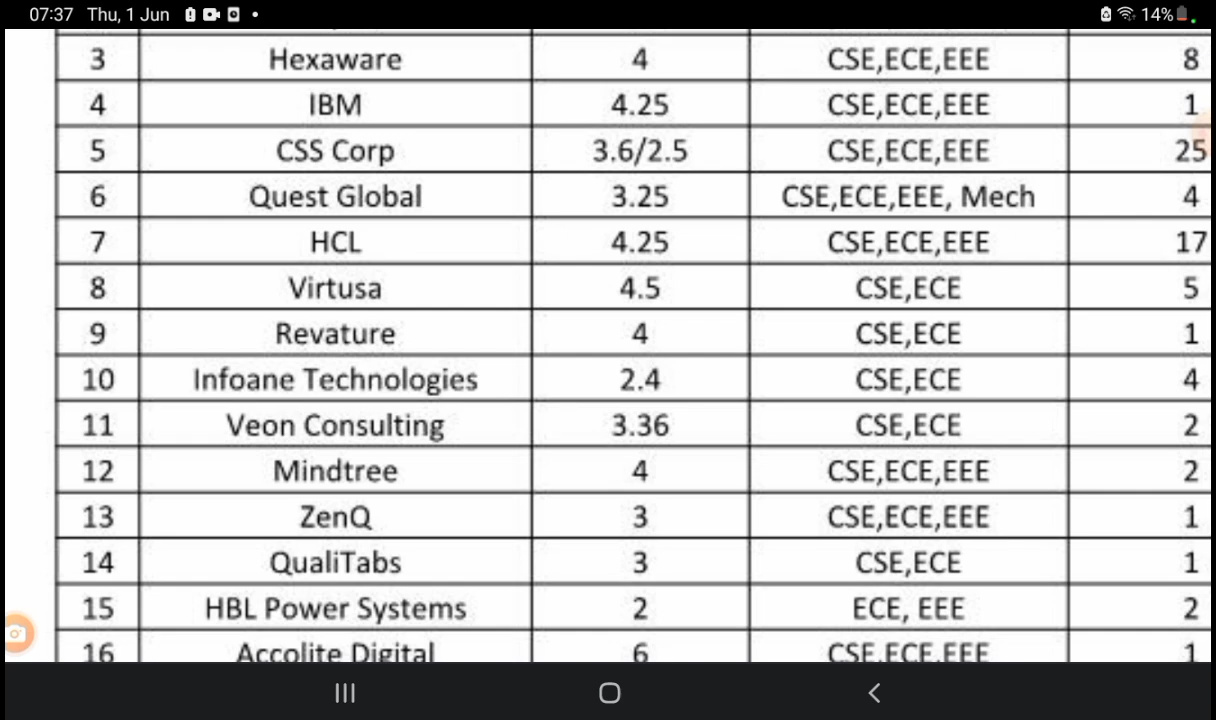 07:37 Thu, 1 Jun 14%
3 Hexaware 4 CSE,ECE,EEE 8
4 IBM 4.25 CSE,ECE,EEE 1
5 CSS Corp 3.6/2.5 CSE,ECE,EEE 25
6 Quest Global 3.25 CSE,ECE,EEE, Mech 4
7 HCL 4.25 CSE,ECE,EEE 17
8 Virtusa 4.5 CSE,ECE 5
9 Revature 4 CSE,ECE 1
10 Infoane Technologies 2.4 CSE,ECE 4
11 Veon Consulting 3.36 CSE,ECE 2
12 Mindtree 4 CSE,ECE,EEE 2
13 ZenQ 3 CSE,ECE,EEE 1
14 QualiTabs 3 CSE,ECE 1
15 HBL Power Systems 2 ECE, EEE 2
16 Accolite Digital 6 CSE,ECE,EEE 1